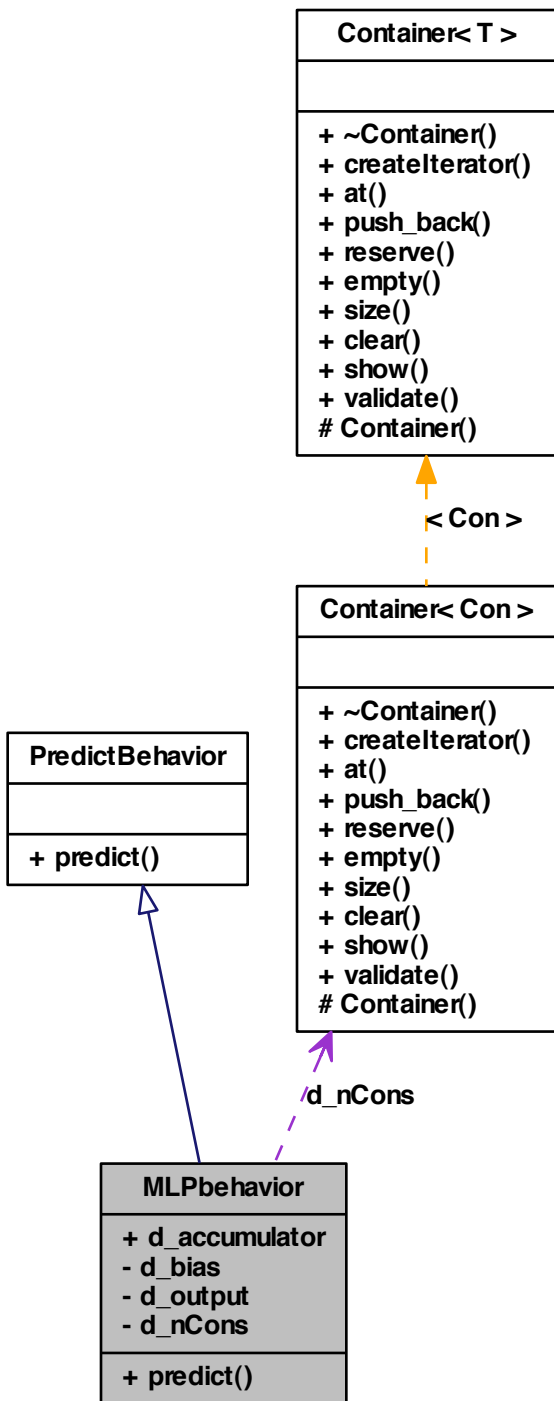 Container< T >
+ ~Container()
+ createIterator()
+ at()
+ push_back()
+ reserve()
+ empty()
+ size()
+ clear()
+ show()
+ validate()
# Container()
< Con >
Container< Con >
+ ~Container()
+ createIterator()
+ at()
+ push_back()
+ reserve()
+ empty()
+ size()
+ clear()
+ show()
+ validate()
# Container()
PredictBehavior
+ predict()
d_nCons
MLPbehavior
+ d_accumulator
- d_bias
- d_output
- d_nCons
+ predict()